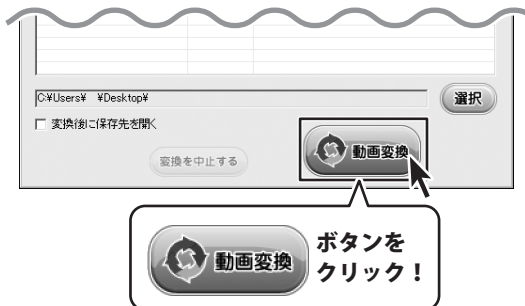 C:¥Users¥ ¥Desktop¥
選択
変換後に保存先を開く
変換を中止する
動画変換
動画変換
ボタンを
クリック!